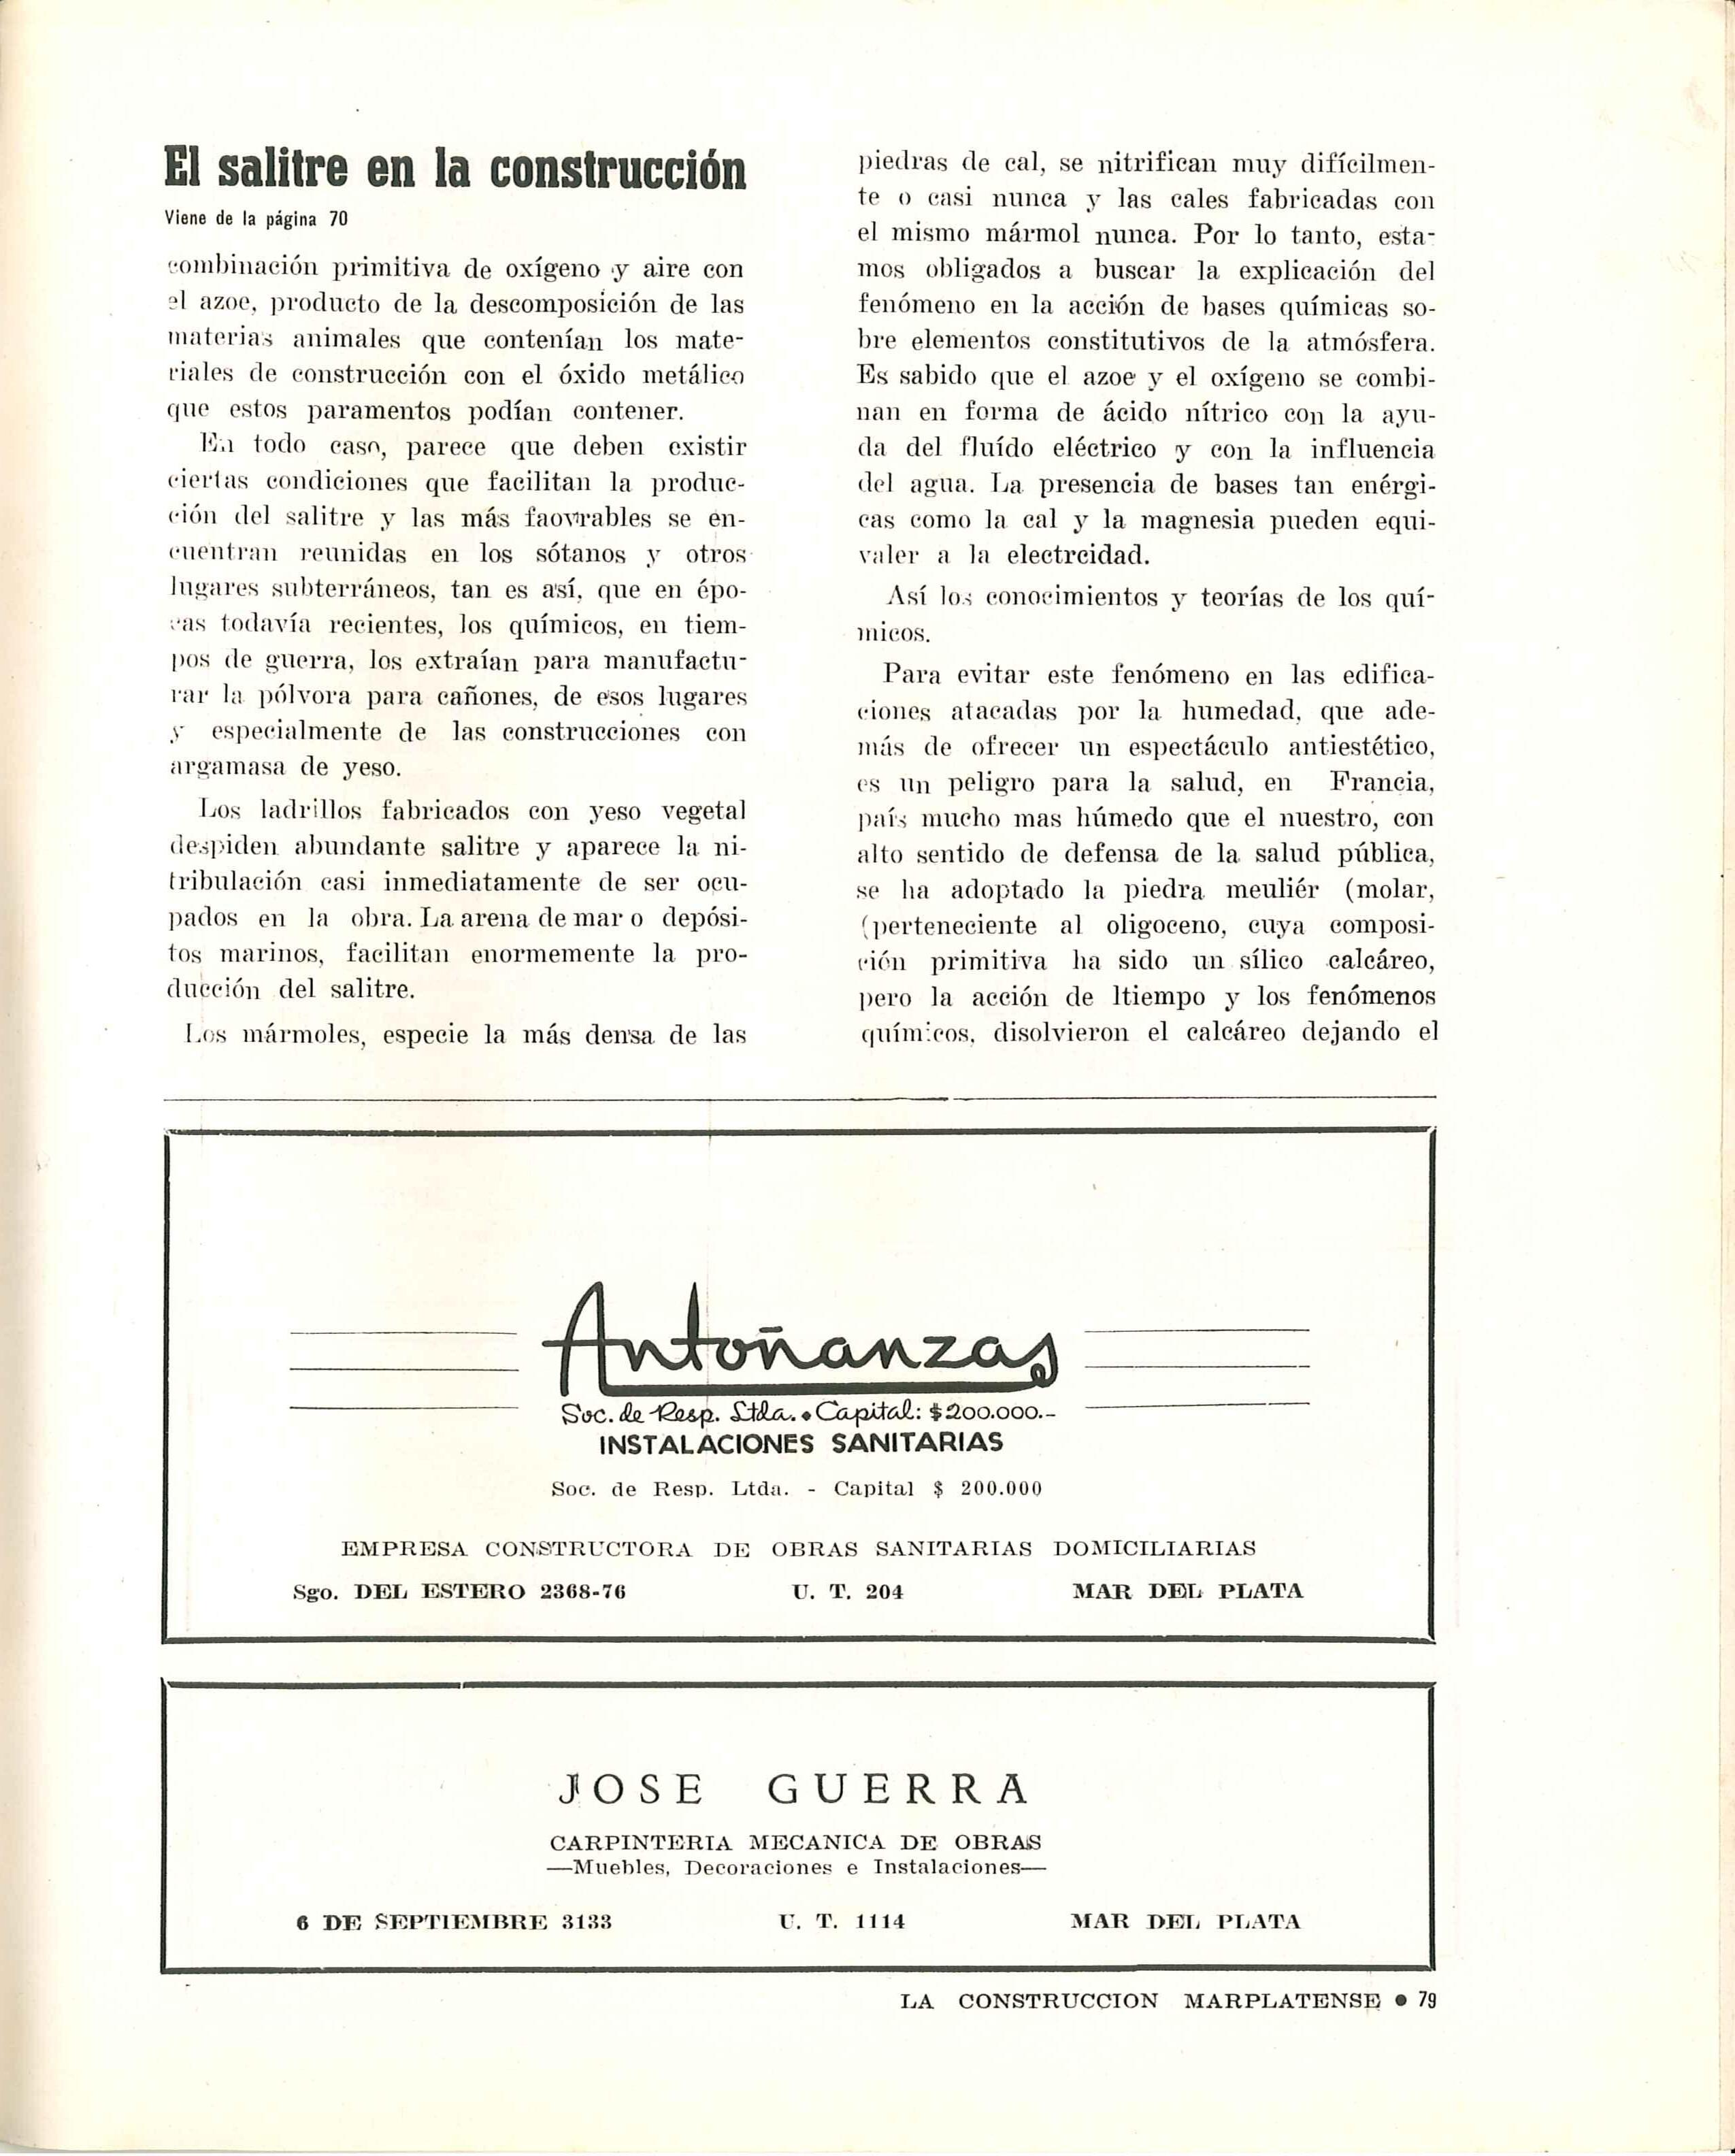 El salitre en la construcción
Viene de la página 70
combinación primitiva de oxígeno y aire con
el azoe, producto de la descomposición de las
materias animales que contenían los mate-
riales de construcción con el óxido metálico
que estos paramentos podían contener.
En todo caso, parece que deben existir
ciertas condiciones que facilitan la produc-
ción del salitre y las más faovrables se en-
cuentran reunidas en los sótanos y otros
lugares subterráneos, tan es así, que en épo-
cas todavía recientes, los químicos, en tiem-
pos de guerra, los extraían para manufactu-
rar la pólvora para cañones, de esos lugares
y especialmente de las construcciones con
argamasa de yeso.
Los ladrillos fabricados con yeso vegetal
despiden abundante salitre y aparece la ni-
tribulación casi inmediatamente de ser ocu-
pados en la obra. La arena de mar o depósi-
tos marinos, facilitan enormemente la pro-
ducción del salitre.
Los mármoles, especie la más densa de las
piedras de cal, se nitrifican muy difícilmen-
te o casi nunca y las cales fabricadas con
el mismo mármol nunca. Por lo tanto, esta-
mos obligados a buscar la explicación del
fenómeno en la acción de bases químicas so-
bre elementos constitutivos de la atmósfera.
Es sabido que el azoe y el oxígeno se combi-
nan en forma de ácido nítrico con la ayu-
da del fluído eléctrico y con la influencia
del agua. La presencia de bases tan enérgi-
cas como la cal y la magnesia pueden equi-
valer a la electrcidad.
Así los conocimientos y teorías de los quí-
micos.
Para evitar este fenómeno en las edifica-
ciones atacadas por la humedad, que ade-
más de ofrecer un espectáculo antiestético,
es un peligro para la salud, en Francia,
país mucho mas húmedo que el nuestro, con
alto sentido de defensa de la salud pública,
se ha adoptado la piedra meuliér (molar,
(perteneciente al oligoceno, cuya composi-
ción primitiva ha sido un sílico calcáreo,
pero la acción de ltiempo y los fenómenos
químicos, disolvieron el calcáreo dejando el
Antoñanzas
Soc. de Resp. Ltda. • Capital: $200.000.-
INSTALACIONES SANITARIAS
Soc. de Resp. Ltda. - Capital $ 200.000
EMPRESA CONSTRUCTORA DE OBRAS SANITARIAS DOMICILIARIAS
Sgo. DEL ESTERO 2368-76 U. T. 204 MAR DEL PLATA
JOSE GUERRA
CARPINTERIA MECANICA DE OBRAS
—Muebles, Decoraciones e Instalaciones—
6 DE SEPTIEMBRE 3133 U. T. 1114 MAR DEL PLATA
LA CONSTRUCCION MARPLATENSE • 79